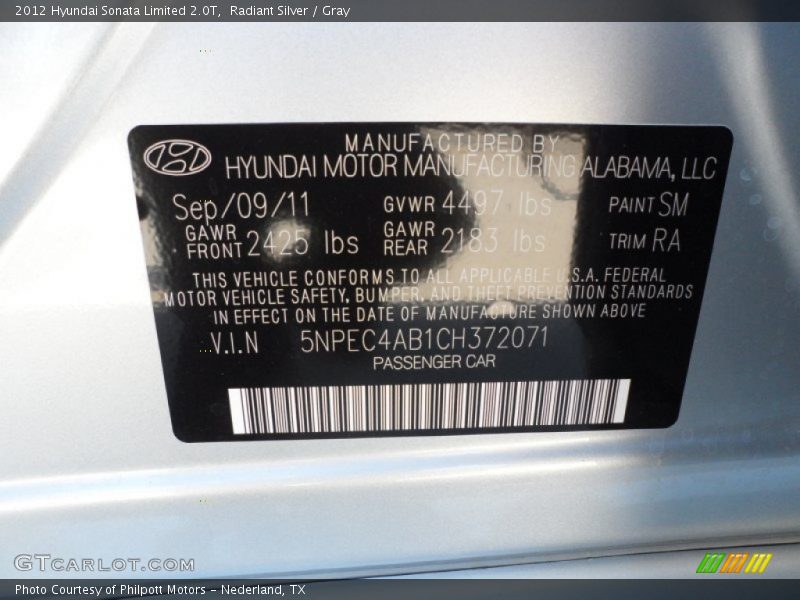 2012 Hyundai Sonata Limited 2.0T, Radiant Silver / Gray
MANUFACTURED BY
HYUNDAI MOTOR MANUFACTURING ALABAMA, LLC
Sep/09/11 GVWR 4497 lbs PAINT SM
GAWR FRONT 2425 lbs GAWR REAR 2183 lbs TRIM RA
THIS VEHICLE CONFORMS TO ALL APPLICABLE U.S.A. FEDERAL
MOTOR VEHICLE SAFETY, BUMPER, AND THEFT PREVENTION STANDARDS
IN EFFECT ON THE DATE OF MANUFACTURE SHOWN ABOVE
V.I.N 5NPEC4AB1CH372071
PASSENGER CAR
GTCARLOT.COM
Photo Courtesy of Philpott Motors - Nederland, TX